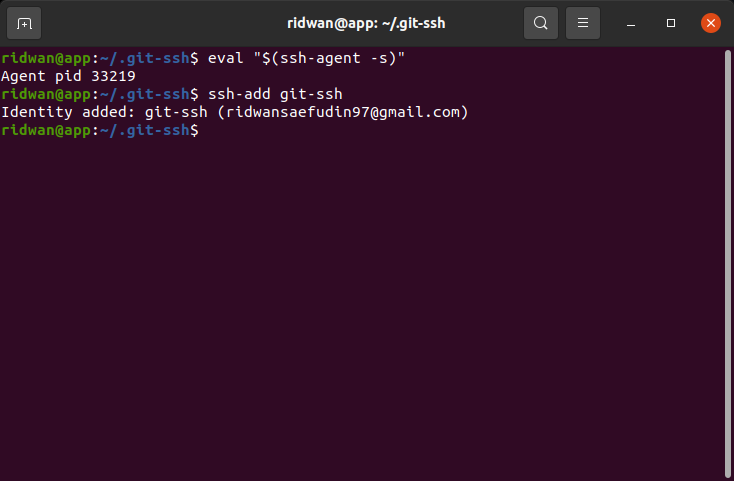 ridwan@app: ~/.git-ssh
ridwan@app:~/.git-ssh$ eval "$(ssh-agent -s)"
Agent pid 33219
ridwan@app:~/.git-ssh$ ssh-add git-ssh
Identity added: git-ssh (ridwansaefudin97@gmail.com)
ridwan@app:~/.git-ssh$